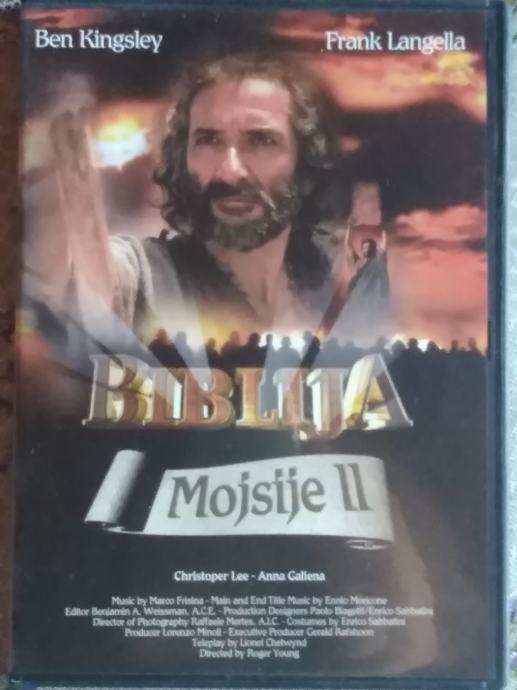 Ben Kingsley
Frank Langella
BIBLIJA
Mojsije II
Christoper Lee - Anna Galiena
Music by Marco Frisina - Main and End Title Music by Ennio Moricone
Editor Benjamin A. Weissman, A.C.E. - Production Designers Paolo Biagetti/Enrico Sabbatini
Director of Photography Raffaele Mertes, A.I.C. - Costumes by Enrico Sabbatini
Producer Lorenzo Minoli - Executive Producer Gerald Rafshoon
Teleplay by Lionel Chetwynd
Directed by Roger Young